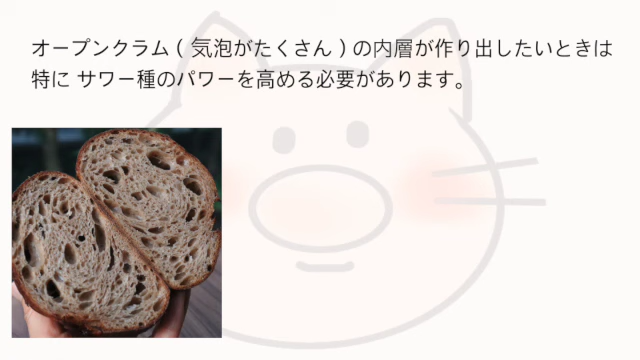 オープンクラム ( 気泡がたくさん ) の内層が作り出したいときは
特に サワー種のパワーを高める必要があります。